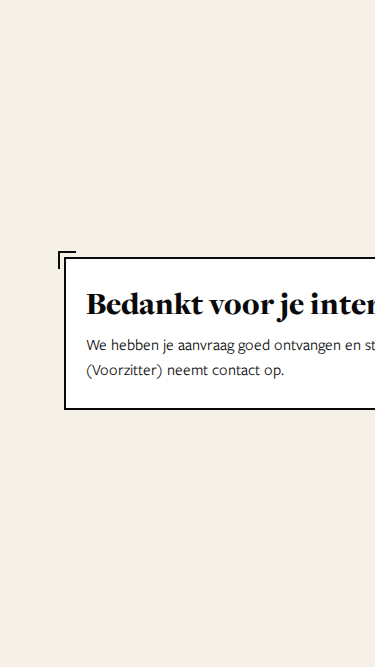 Bedankt voor je inter
We hebben je aanvraag goed ontvangen en st
(Voorzitter) neemt contact op.